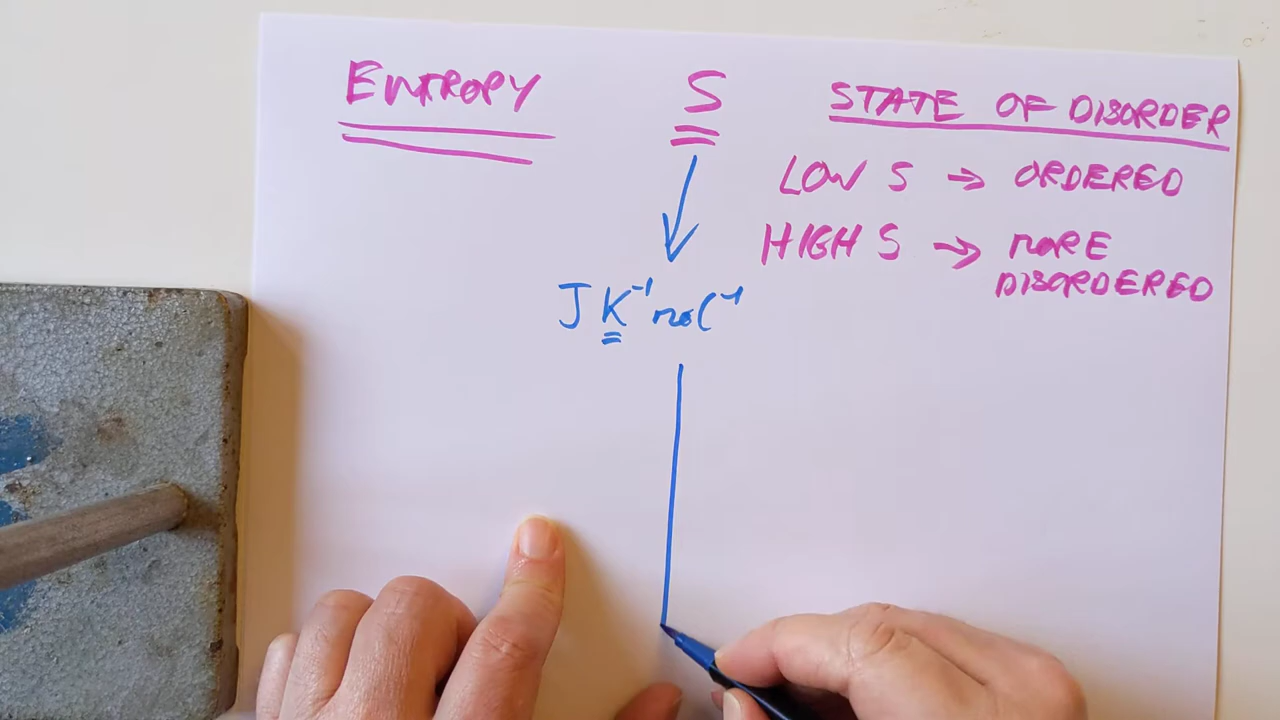 ENTROPY S STATE OF DISORDER
LOW S → ORDERED
HIGH S → MORE
DISORDERED
J K⁻¹ mol⁻¹